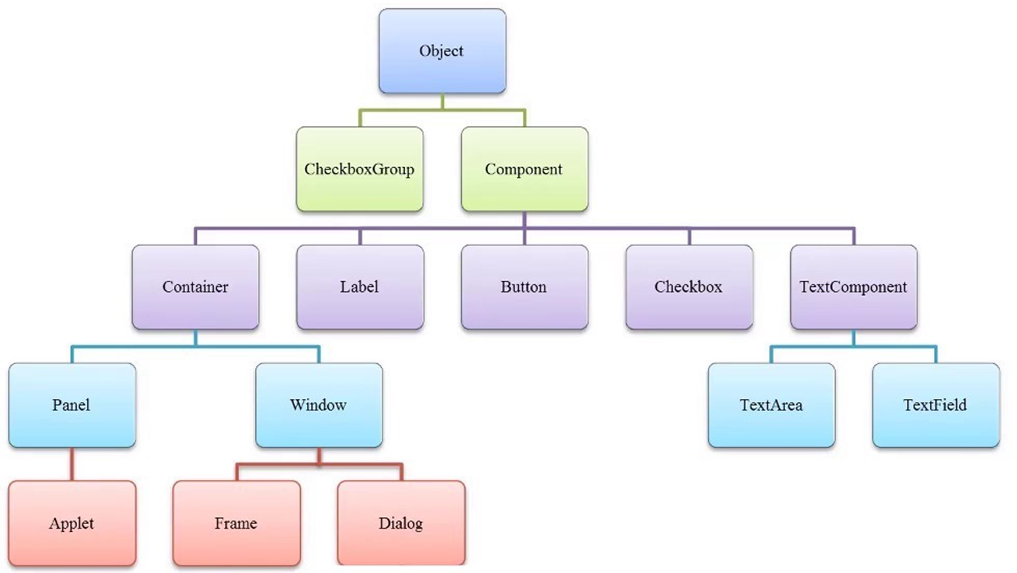 Object
CheckboxGroup
Component
Container
Label
Button
Checkbox
TextComponent
Panel
Window
TextArea
TextField
Applet
Frame
Dialog